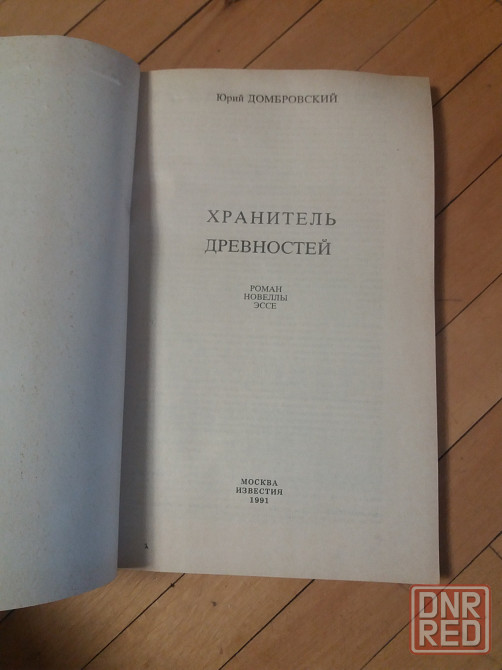 Юрий ДОМБРОВСКИЙ
ХРАНИТЕЛЬ
ДРЕВНОСТЕЙ
РОМАН
НОВЕЛЛЫ
ЭССЕ
МОСКВА
ИЗВЕСТИЯ
1991
DNR
RED